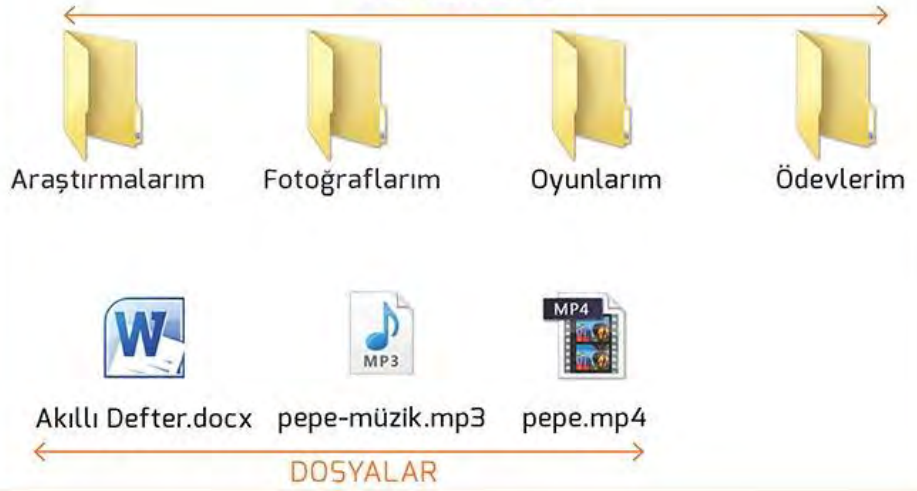 Araştırmalarım Fotoğraflarım Oyunlarım Ödevlerim
W MP3 MP4
Akıllı Defter.docx pepe-müzik.mp3 pepe.mp4
DOSYALAR